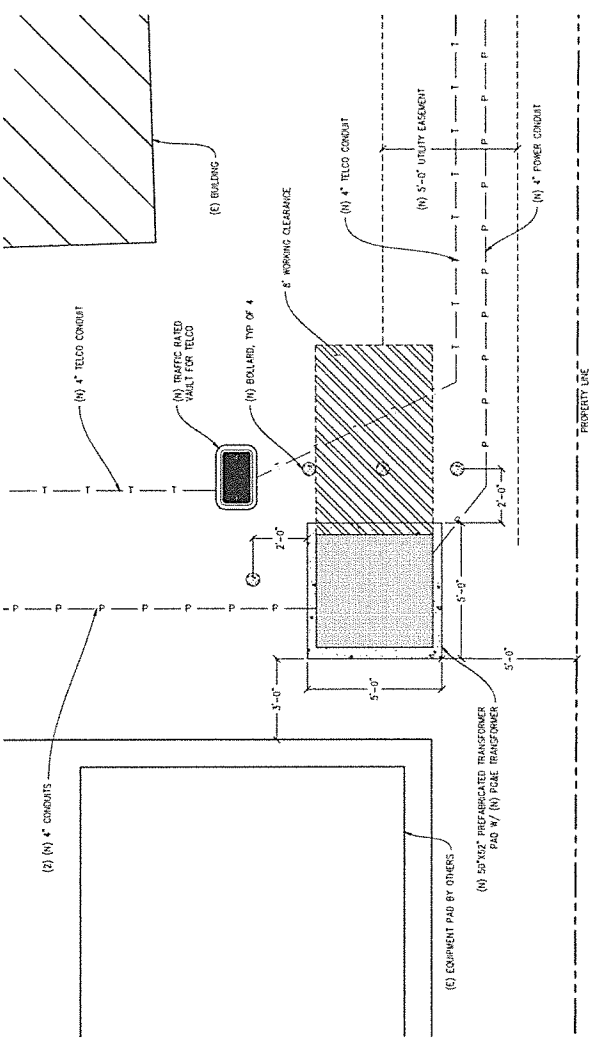 (E) BUILDING
(N) 4" TELCO CONDUIT
(N) 5'-0" UTILITY EASEMENT
(N) 4" POWER CONDUIT
8' WORKING CLEARANCE
(N) 4" TELCO CONDUIT
(N) TRAFFIC RATED
VAULT FOR TELCO
(N) BOLLARD, TYP OF 4
(2) (N) 4" CONDUITS
2'-0"
2'-0"
5'-0"
5'-0"
5'-0"
3'-0"
(E) EQUIPMENT PAD BY OTHERS
(N) 50"X52" PREFABRICATED TRANSFORMER
PAD W/ (N) PG&E TRANSFORMER
PROPERTY LINE
T T T T
P P P P P P P
T T T T T T T T T
P P P P P P P P P P P